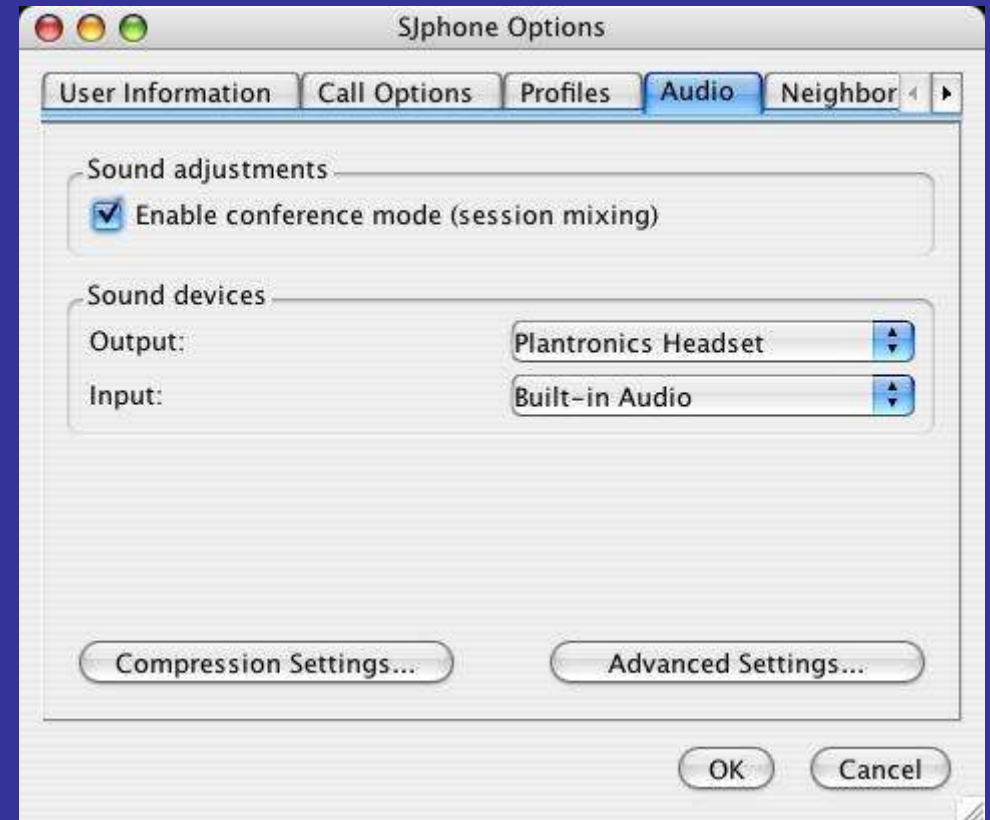 SJphone Options
User Information Call Options Profiles Audio Neighbor
Sound adjustments
Enable conference mode (session mixing)
Sound devices
Output: Plantronics Headset
Input: Built-in Audio
Compression Settings... Advanced Settings...
OK Cancel